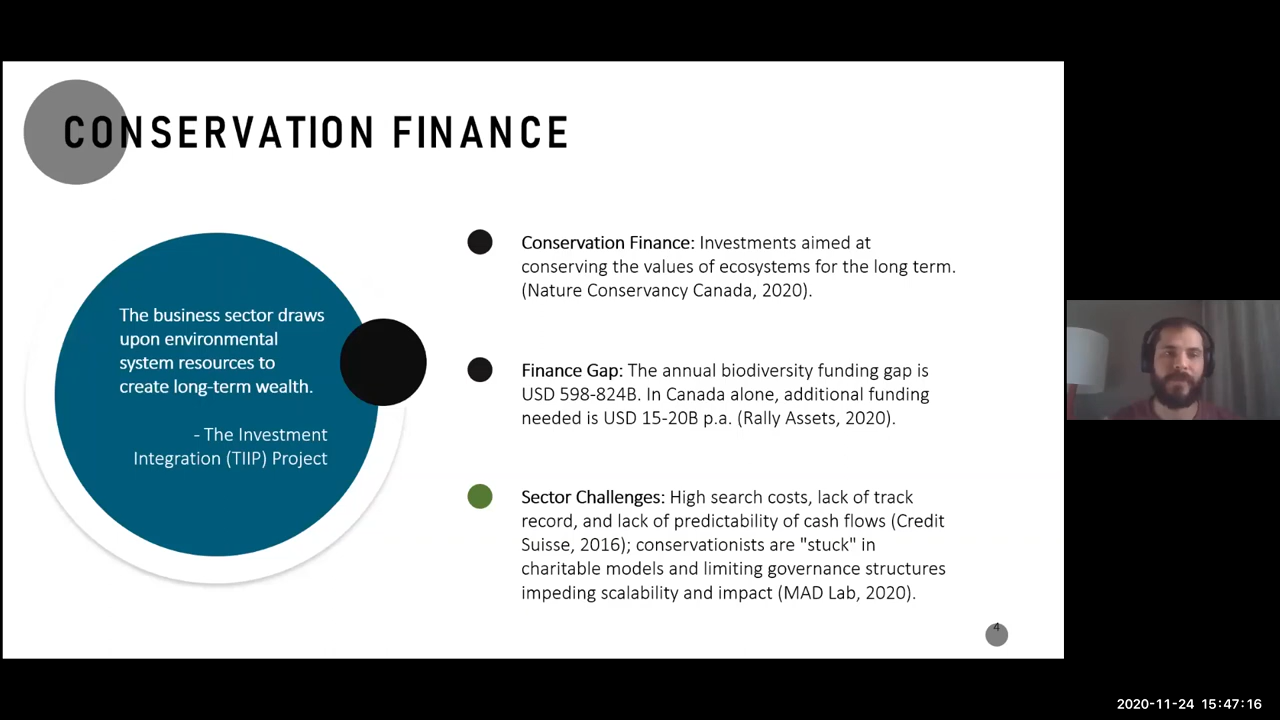 CONSERVATION FINANCE
The business sector draws
upon environmental
system resources to
create long-term wealth.
- The Investment
Integration (TIIP) Project
Conservation Finance: Investments aimed at
conserving the values of ecosystems for the long term.
(Nature Conservancy Canada, 2020).
Finance Gap: The annual biodiversity funding gap is
USD 598-824B. In Canada alone, additional funding
needed is USD 15-20B p.a. (Rally Assets, 2020).
Sector Challenges: High search costs, lack of track
record, and lack of predictability of cash flows (Credit
Suisse, 2016); conservationists are "stuck" in
charitable models and limiting governance structures
impeding scalability and impact (MAD Lab, 2020).
4
2020-11-24 15:47:16